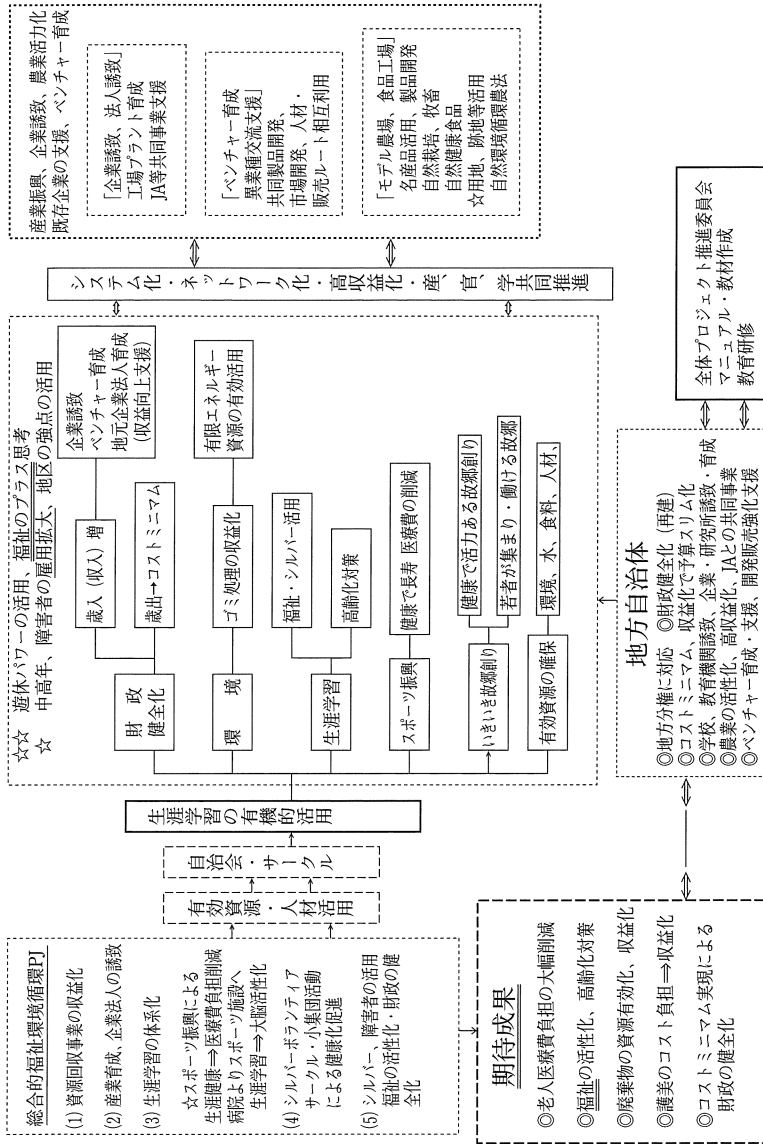 総合的福祉環境循環PJ
(1) 資源回収事業の収益化
(2) 産業育成、企業法人の誘致
(3) 生涯学習の体系化
☆スポーツ振興による
生涯健康⇒医療費負担削減
病院よりスポーツ施設へ
生涯学習⇒大脳活性化
(4) シルバーボランティア
サークル・小集団活動
による健康化促進
(5) シルバー、障害者の活用
福祉の活性化・財政の健
全化
有効資源・人材活用
自治会・サークル
生涯学習の有機的活用
☆☆ 遊休パワーの活用、福祉のプラス思考
☆ 中高年、障害者の雇用拡大、地区の強点の活用
財政
健全化
歳入（収入）増
企業誘致
ベンチャー育成
地元企業法人育成
(収益向上支援)
歳出→コストミニマム
環境
ゴミ処理の収益化
有限エネルギー
資源の有効活用
生涯学習
福祉・シルバー活用
高齢化対策
スポーツ振興
健康で長寿 医療費の削減
いきいき故郷創り
健康で活力ある故郷創り
若者が集まり・働ける故郷
有効資源の確保
環境、水、食料、人材、
システム化・ネットワーク化・高収益化・産、官、学共同推進
産業振興、企業誘致、農業活力化
既存企業の支援、ベンチャー育成
「企業誘致、法人誘致」
工場プラント育成
JA等共同事業支援
「ベンチャー育成
異業種交流支援」
共同製品開発、
市場開発、人材・
販売ルート相互利用
「モデル農場、食品工場」
名産品活用、製品開発
自然栽培、牧畜
自然健康食品
☆用地、跡地等活用
自然環境循環農法
期待成果
◎老人医療費負担の大幅削減
◎福祉の活性化、高齢化対策
◎廃棄物の資源有効化、収益化
◎護美のコスト負担⇒収益化
◎コストミニマム実現による
財政の健全化
地方自治体
◎地方分権に対応 ◎財政健全化（再建）
◎コストミニマム、収益化で予算スリム化
◎学校、教育機関誘致、企業・研究所誘致・育成
◎農業の活性化、高収益化、JAとの共同事業
◎ベンチャー育成・支援、開発販売強化支援
全体プロジェクト推進委員会
マニュアル・教材作成
教育研修